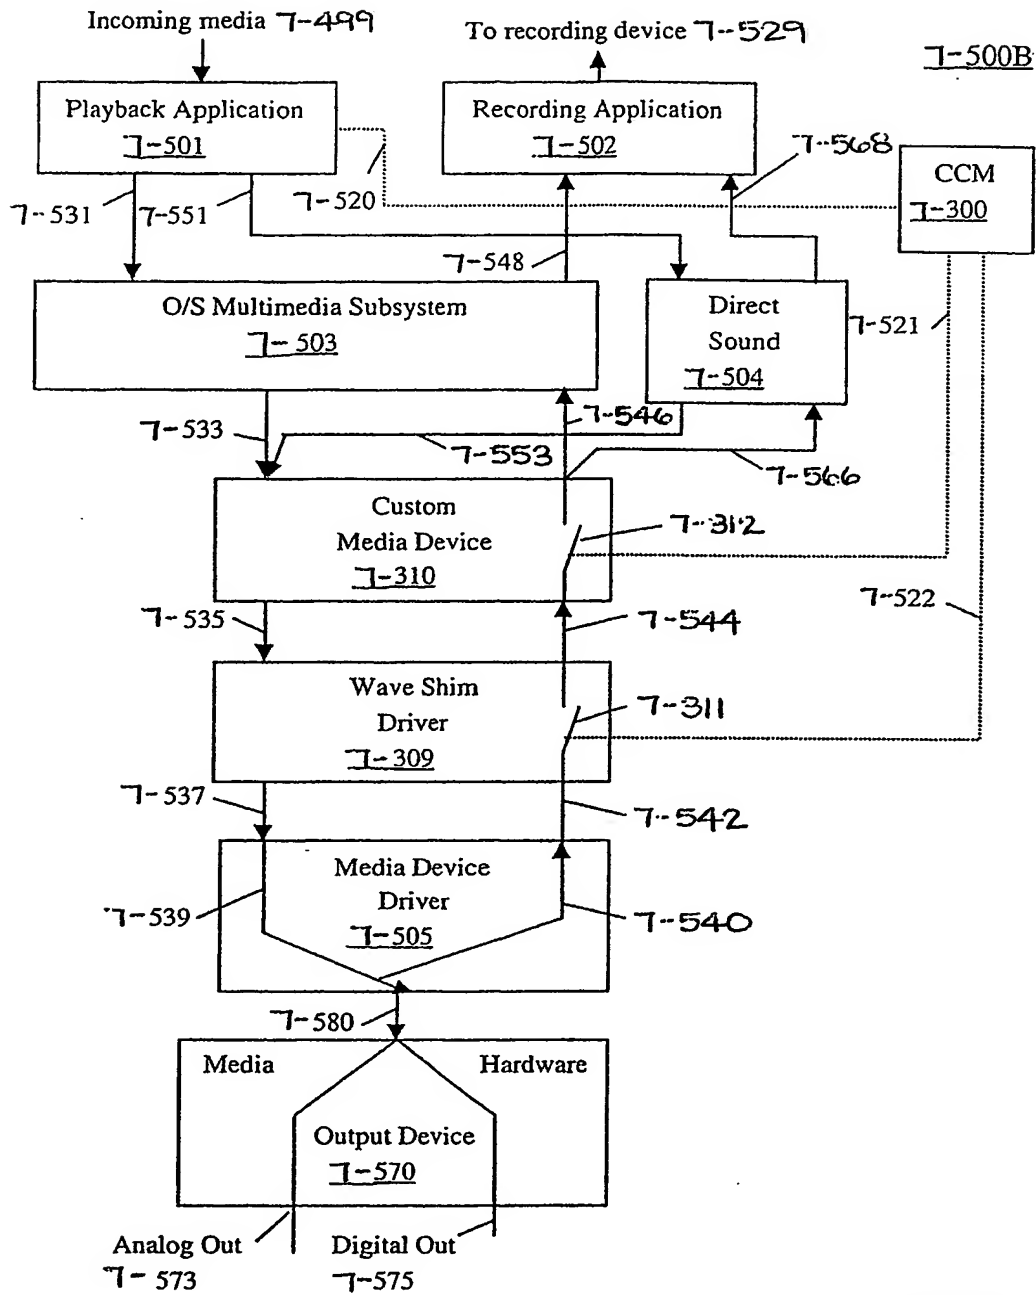 Incoming media 7-499
To recording device 7-529
7-500B
Playback Application
7-501
Recording Application
7-502
7-568
CCM
7-300
7-531
7-551
7-520
7-548
O/S Multimedia Subsystem
7-503
Direct
Sound
7-504
7-521
7-533
7-546
7-553
7-566
Custom
Media Device
7-310
7-312
7-535
7-544
7-522
Wave Shim
Driver
7-309
7-311
7-537
7-542
Media Device
Driver
7-505
7-539
7-540
7-580
Media
Hardware
Output Device
7-570
Analog Out
7-573
Digital Out
7-575